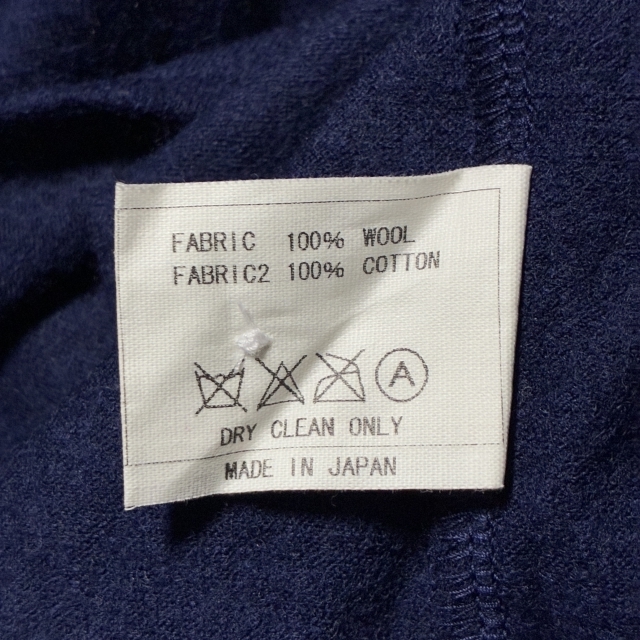 FABRIC 100% WOOL
FABRIC2 100% COTTON
A
DRY CLEAN ONLY
MADE IN JAPAN